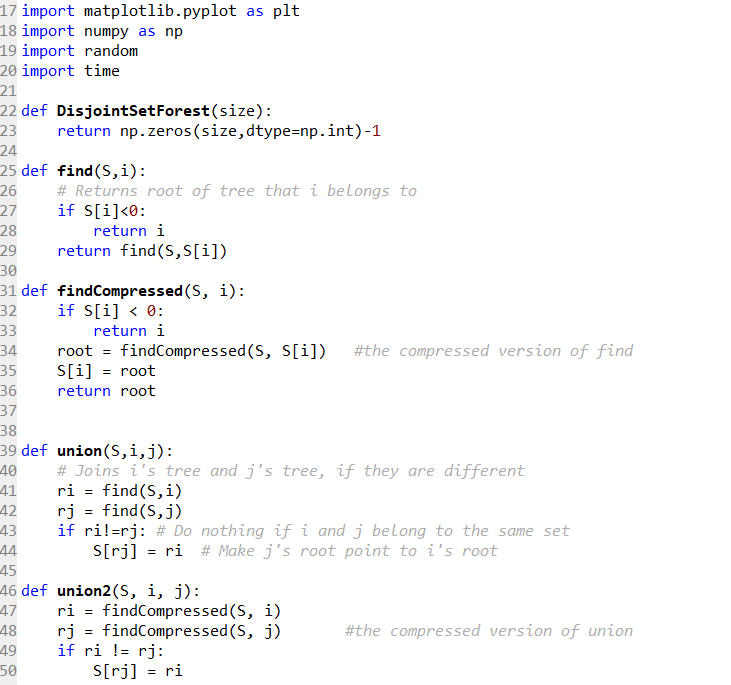 17 import matplotlib.pyplot as plt
18 import numpy as np
19 import random
20 import time
21
22 def DisjointSetForest(size):
23     return np.zeros(size,dtype=np.int)-1
24
25 def find(S,i):
26     # Returns root of tree that i belongs to
27     if S[i]<0:
28         return i
29     return find(S,S[i])
30
31 def findCompressed(S, i):
32     if S[i] < 0:
33         return i
34     root = findCompressed(S, S[i])   #the compressed version of find
35     S[i] = root
36     return root
37
38
39 def union(S,i,j):
40     # Joins i's tree and j's tree, if they are different
41     ri = find(S,i)
42     rj = find(S,j)
43     if ri!=rj: # Do nothing if i and j belong to the same set
44         S[rj] = ri  # Make j's root point to i's root
45
46 def union2(S, i, j):
47     ri = findCompressed(S, i)
48     rj = findCompressed(S, j)       #the compressed version of union
49     if ri != rj:
50         S[rj] = ri